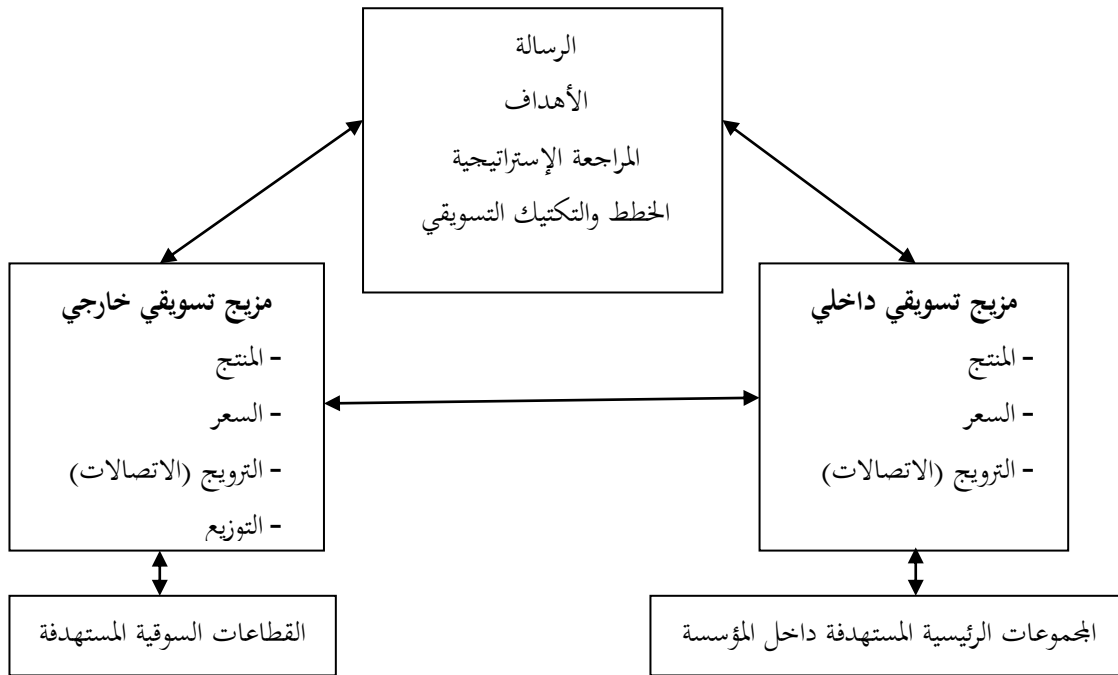 الرسالة
الأهداف
المراجعة الإستراتيجية
الخطط والتكتيك التسويقي
مزيج تسويقي داخلي
- المنتج
- السعر
- الترويج (الاتصالات)
مزيج تسويقي خارجي
- المنتج
- السعر
- الترويج (الاتصالات)
- التوزيع
المجموعات الرئيسية المستهدفة داخل المؤسسة
القطاعات السوقية المستهدفة